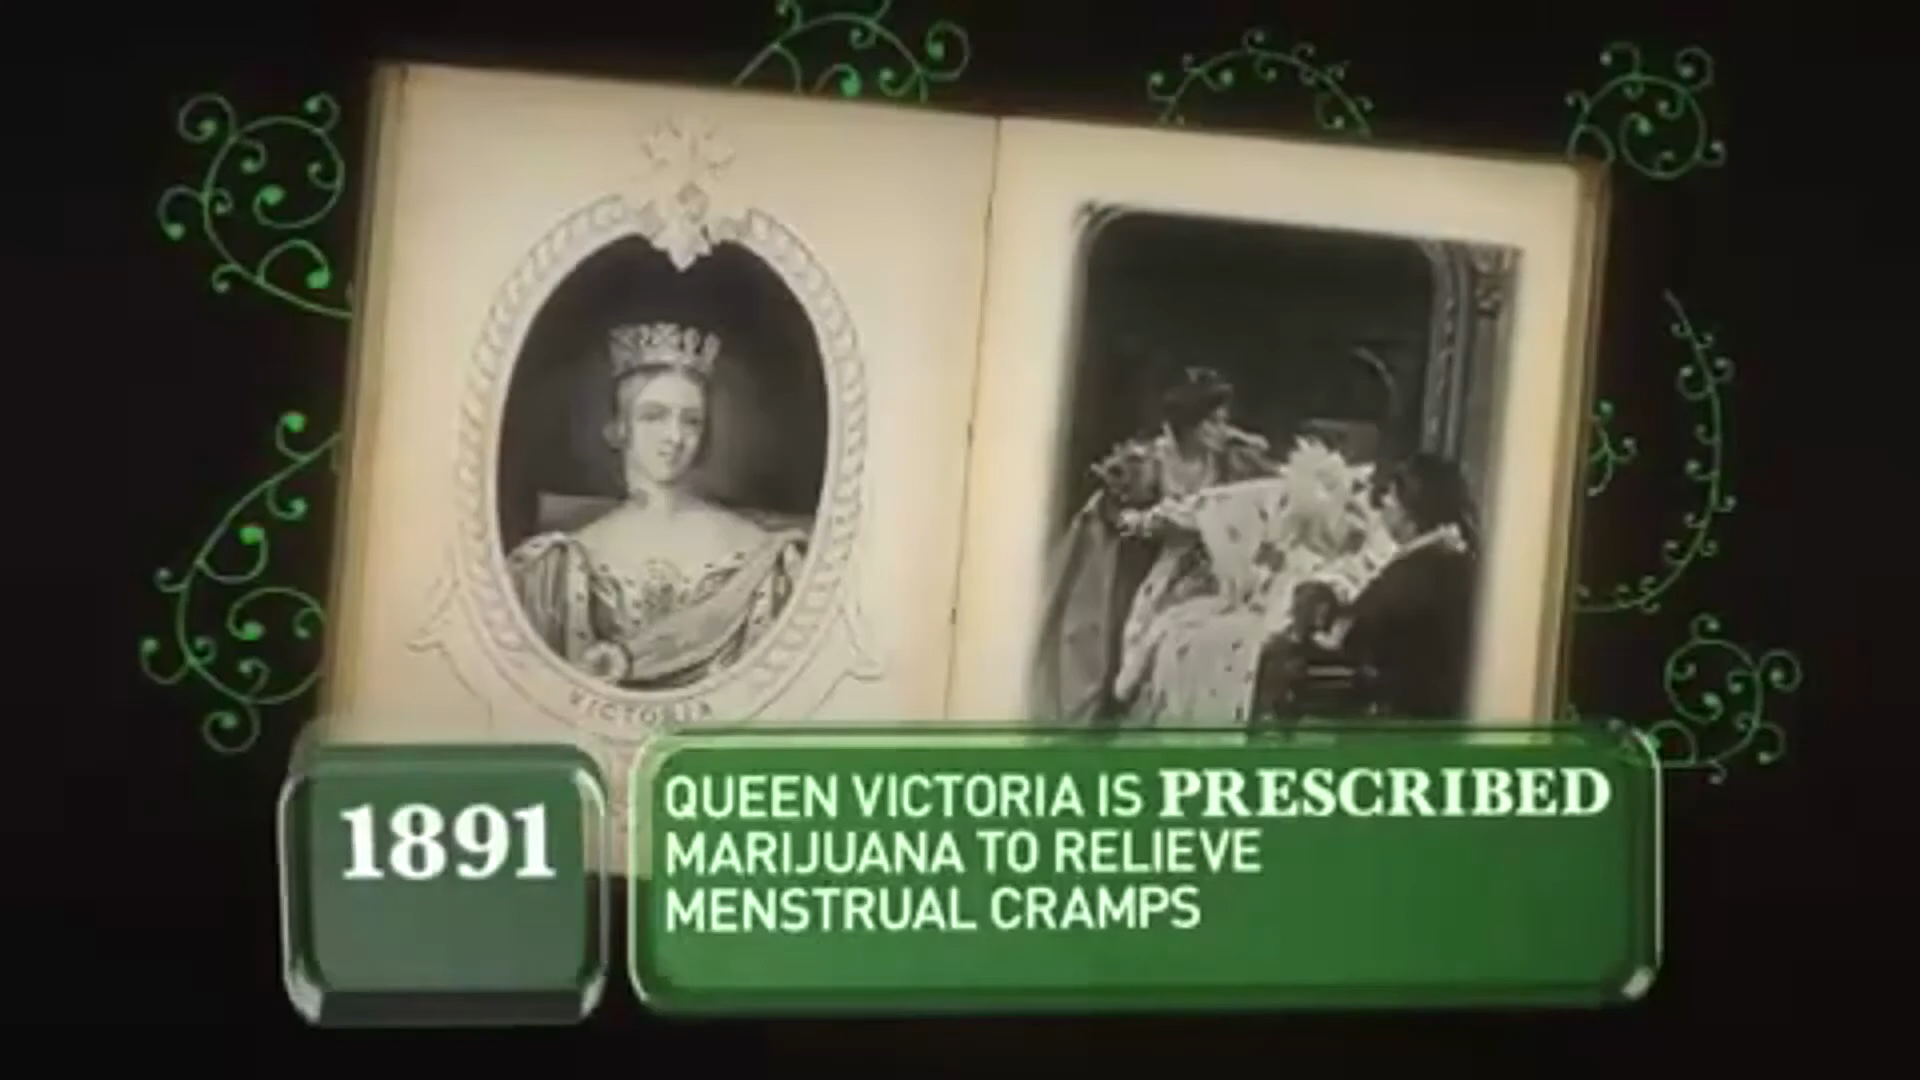 VICTORIA
1891
QUEEN VICTORIA IS PRESCRIBED
MARIJUANA TO RELIEVE
MENSTRUAL CRAMPS